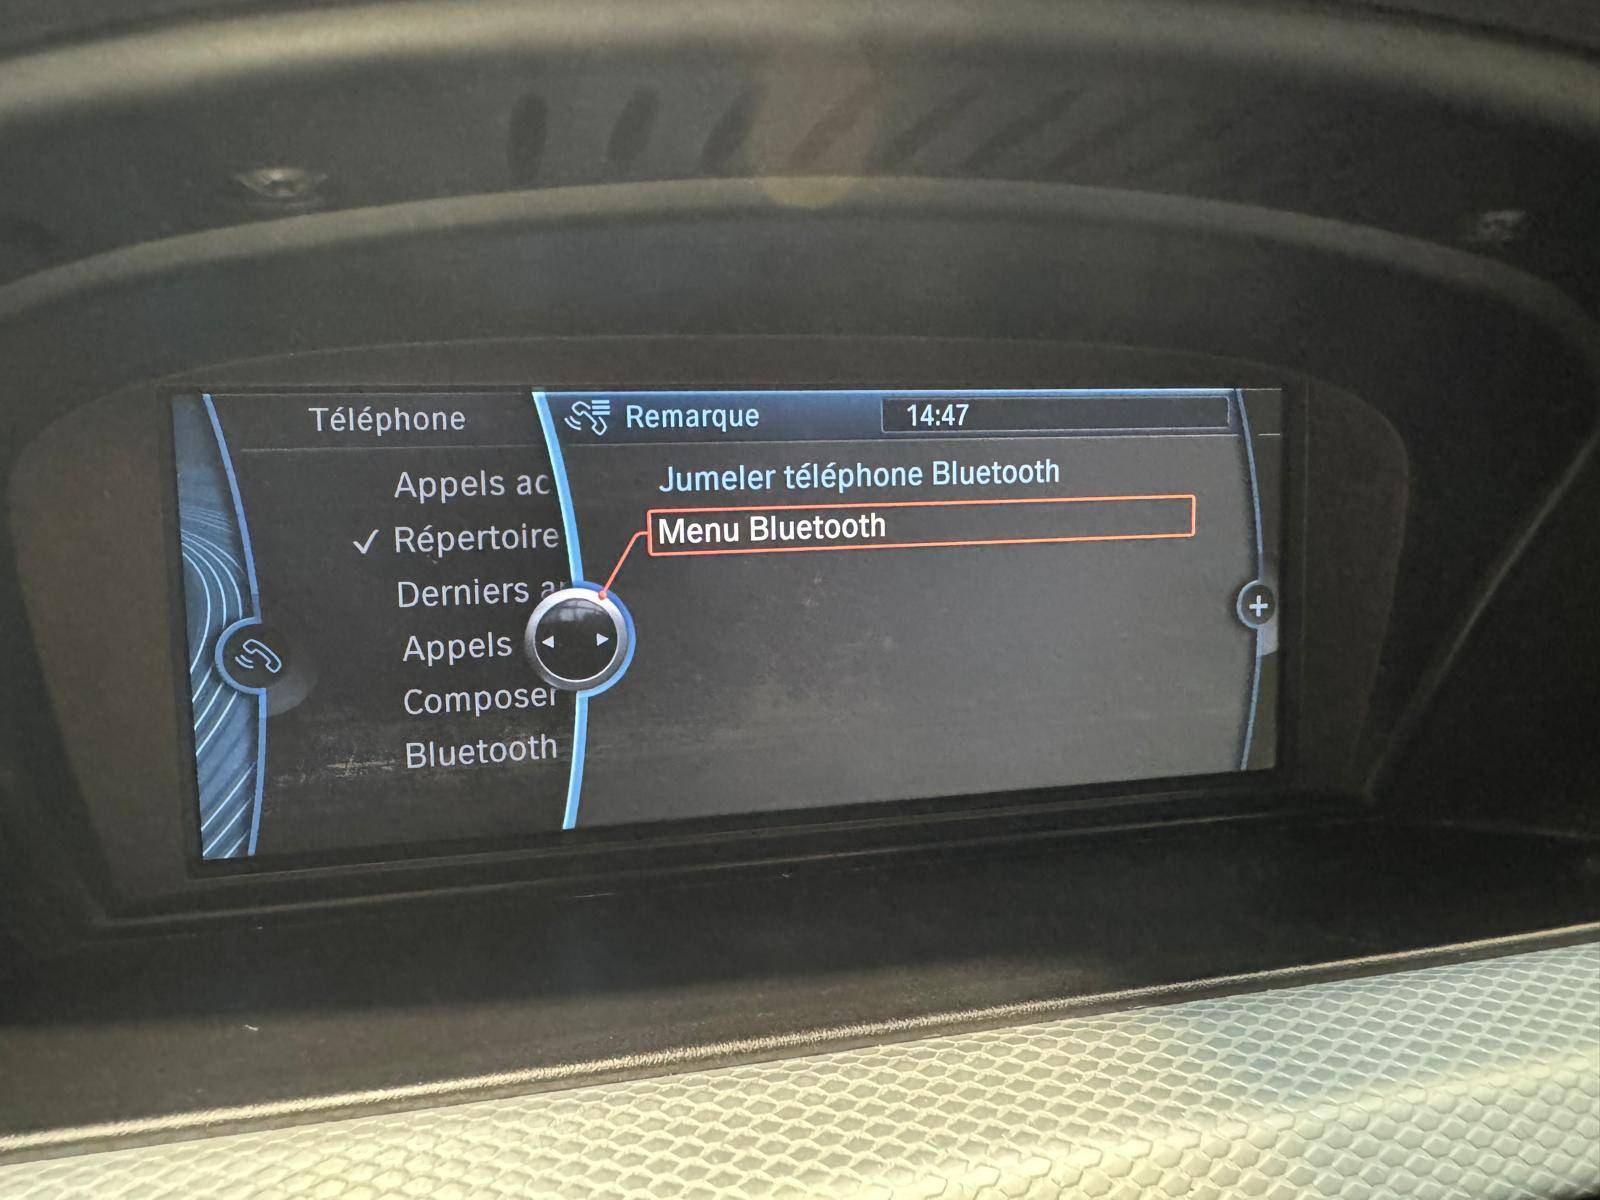 Téléphone
Remarque
14:47
Appels ac
Répertoire
Derniers
Appels
Composer
Bluetooth
Jumeler téléphone Bluetooth
Menu Bluetooth